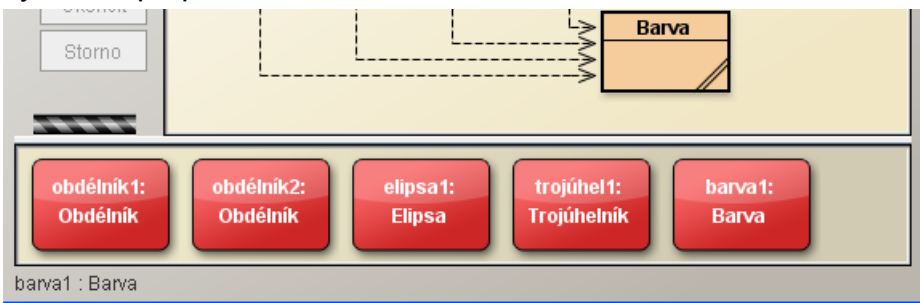 Barva
Storno
obdélník1:
Obdélník
obdélník2:
Obdélník
elipsa1:
Elipsa
trojúhel1:
Trojúhelník
barva1:
Barva
barva1 : Barva